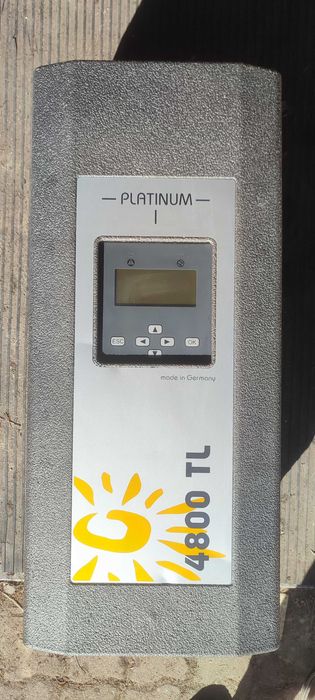 PLATINUM
ESC
OK
made in Germany
4800 TL